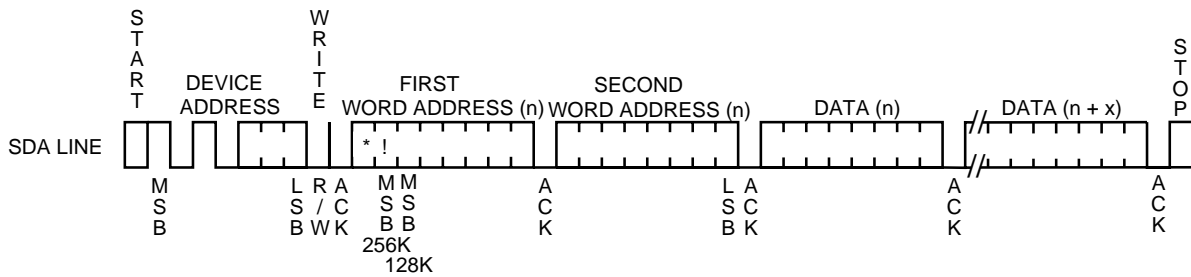 START
WRITE
STOP
DEVICE
ADDRESS
FIRST
WORD ADDRESS (n)
SECOND
WORD ADDRESS (n)
DATA (n)
DATA (n + x)
SDA LINE
* !
MSB
LSB
R/W
ACK
MSB
MSB
ACK
LSB
ACK
ACK
ACK
256K
128K